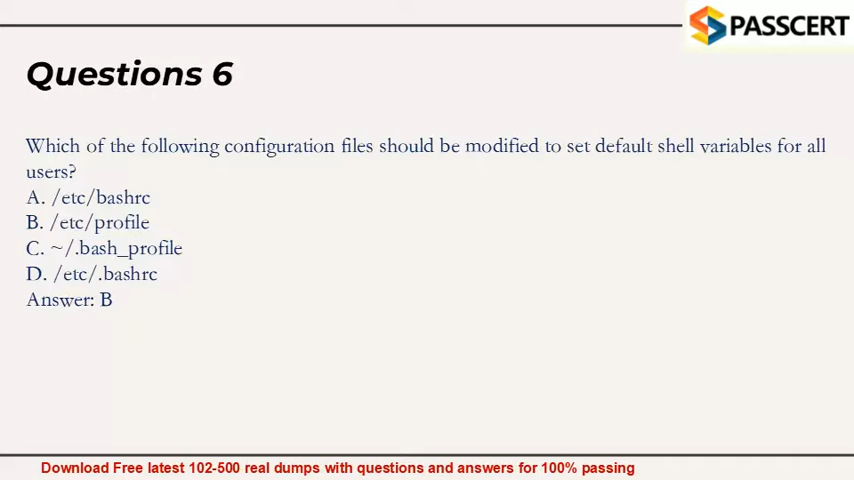 PASSCERT
Questions 6
Which of the following configuration files should be modified to set default shell variables for all
users?
A. /etc/bashrc
B. /etc/profile
C. ~/.bash_profile
D. /etc/.bashrc
Answer: B
Download Free latest 102-500 real dumps with questions and answers for 100% passing